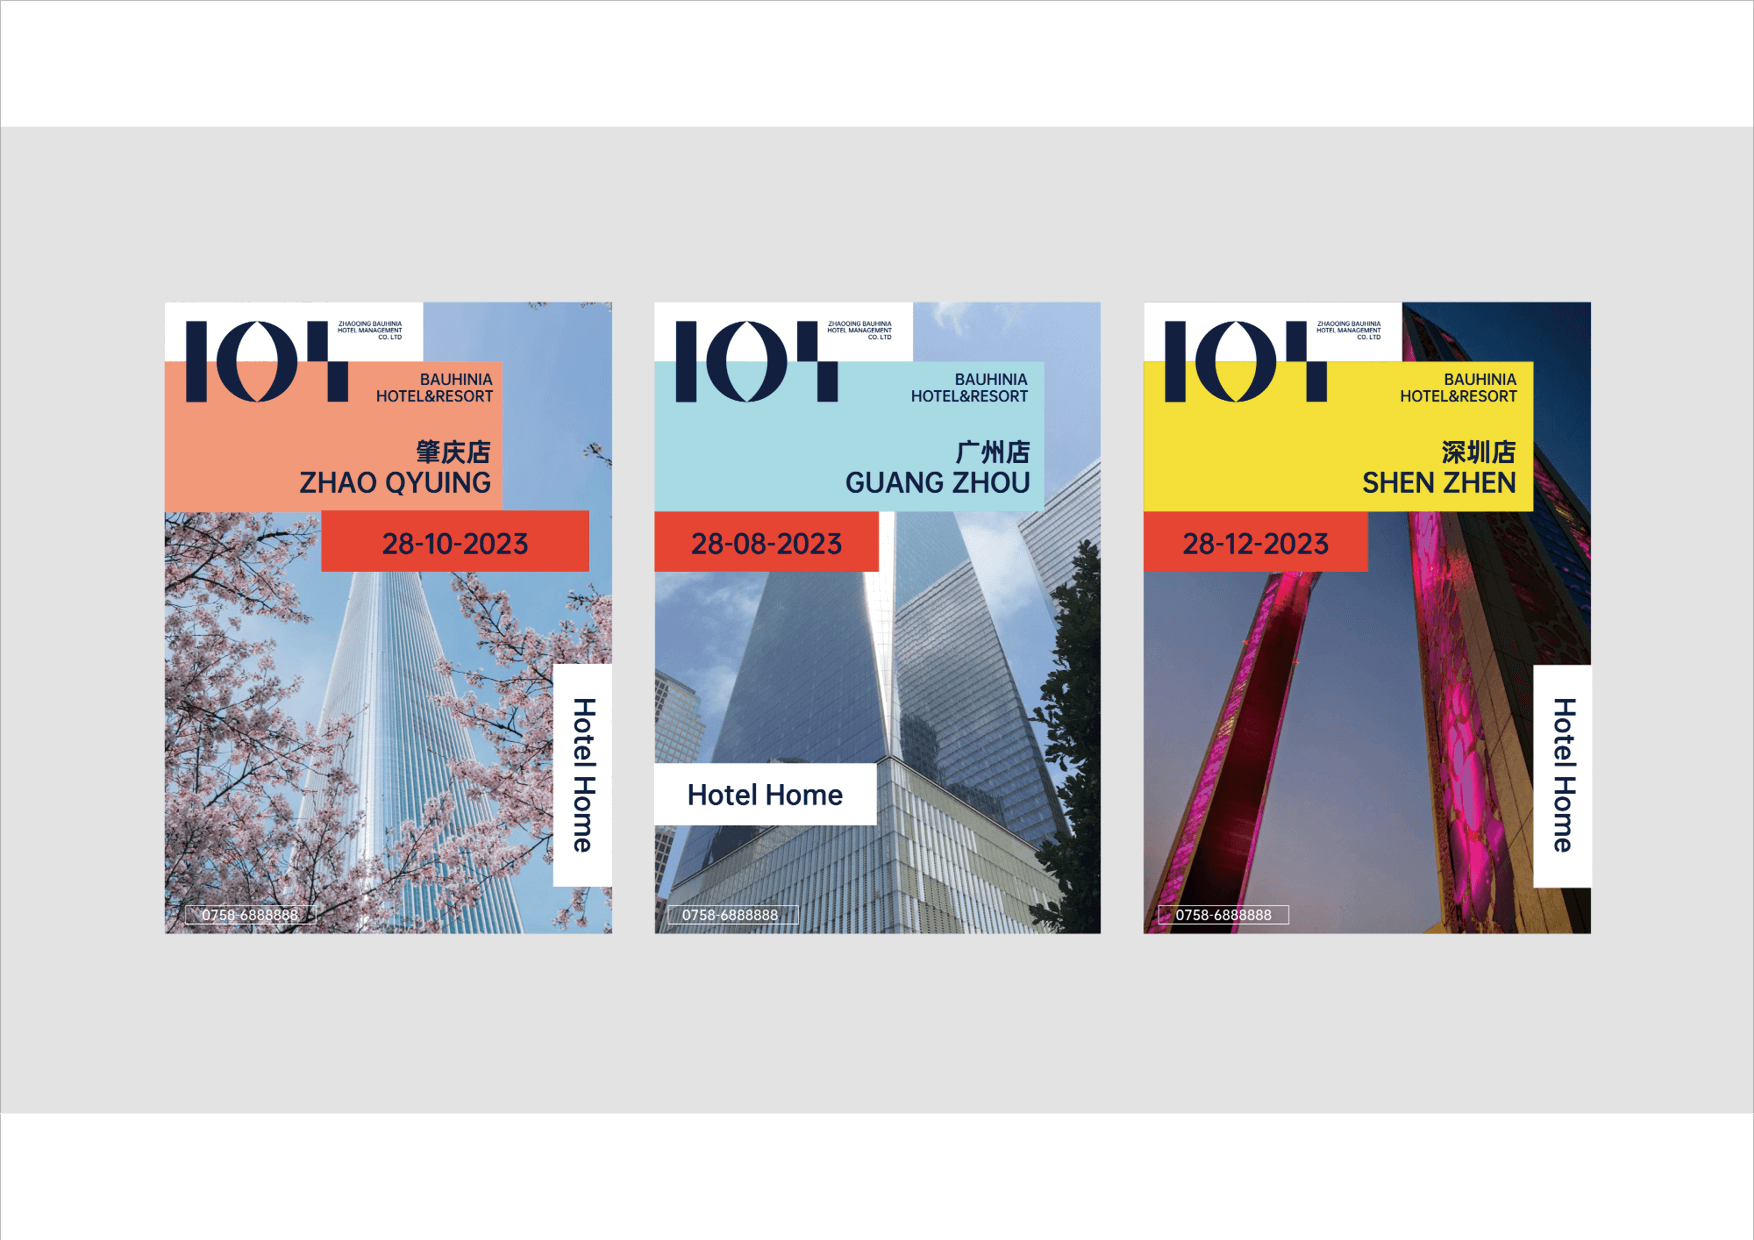 101
ZHAOQING BAUHINIA
HOTEL MANAGEMENT
CO. LTD
BAUHINIA
HOTEL&RESORT
肇庆店
ZHAO QYUING
28-10-2023
Hotel Home
0758-6888888
101
ZHAOQING BAUHINIA
HOTEL MANAGEMENT
CO. LTD
BAUHINIA
HOTEL&RESORT
广州店
GUANG ZHOU
28-08-2023
Hotel Home
0758-6888888
101
ZHAOQING BAUHINIA
HOTEL MANAGEMENT
CO. LTD
BAUHINIA
HOTEL&RESORT
深圳店
SHEN ZHEN
28-12-2023
Hotel Home
0758-6888888